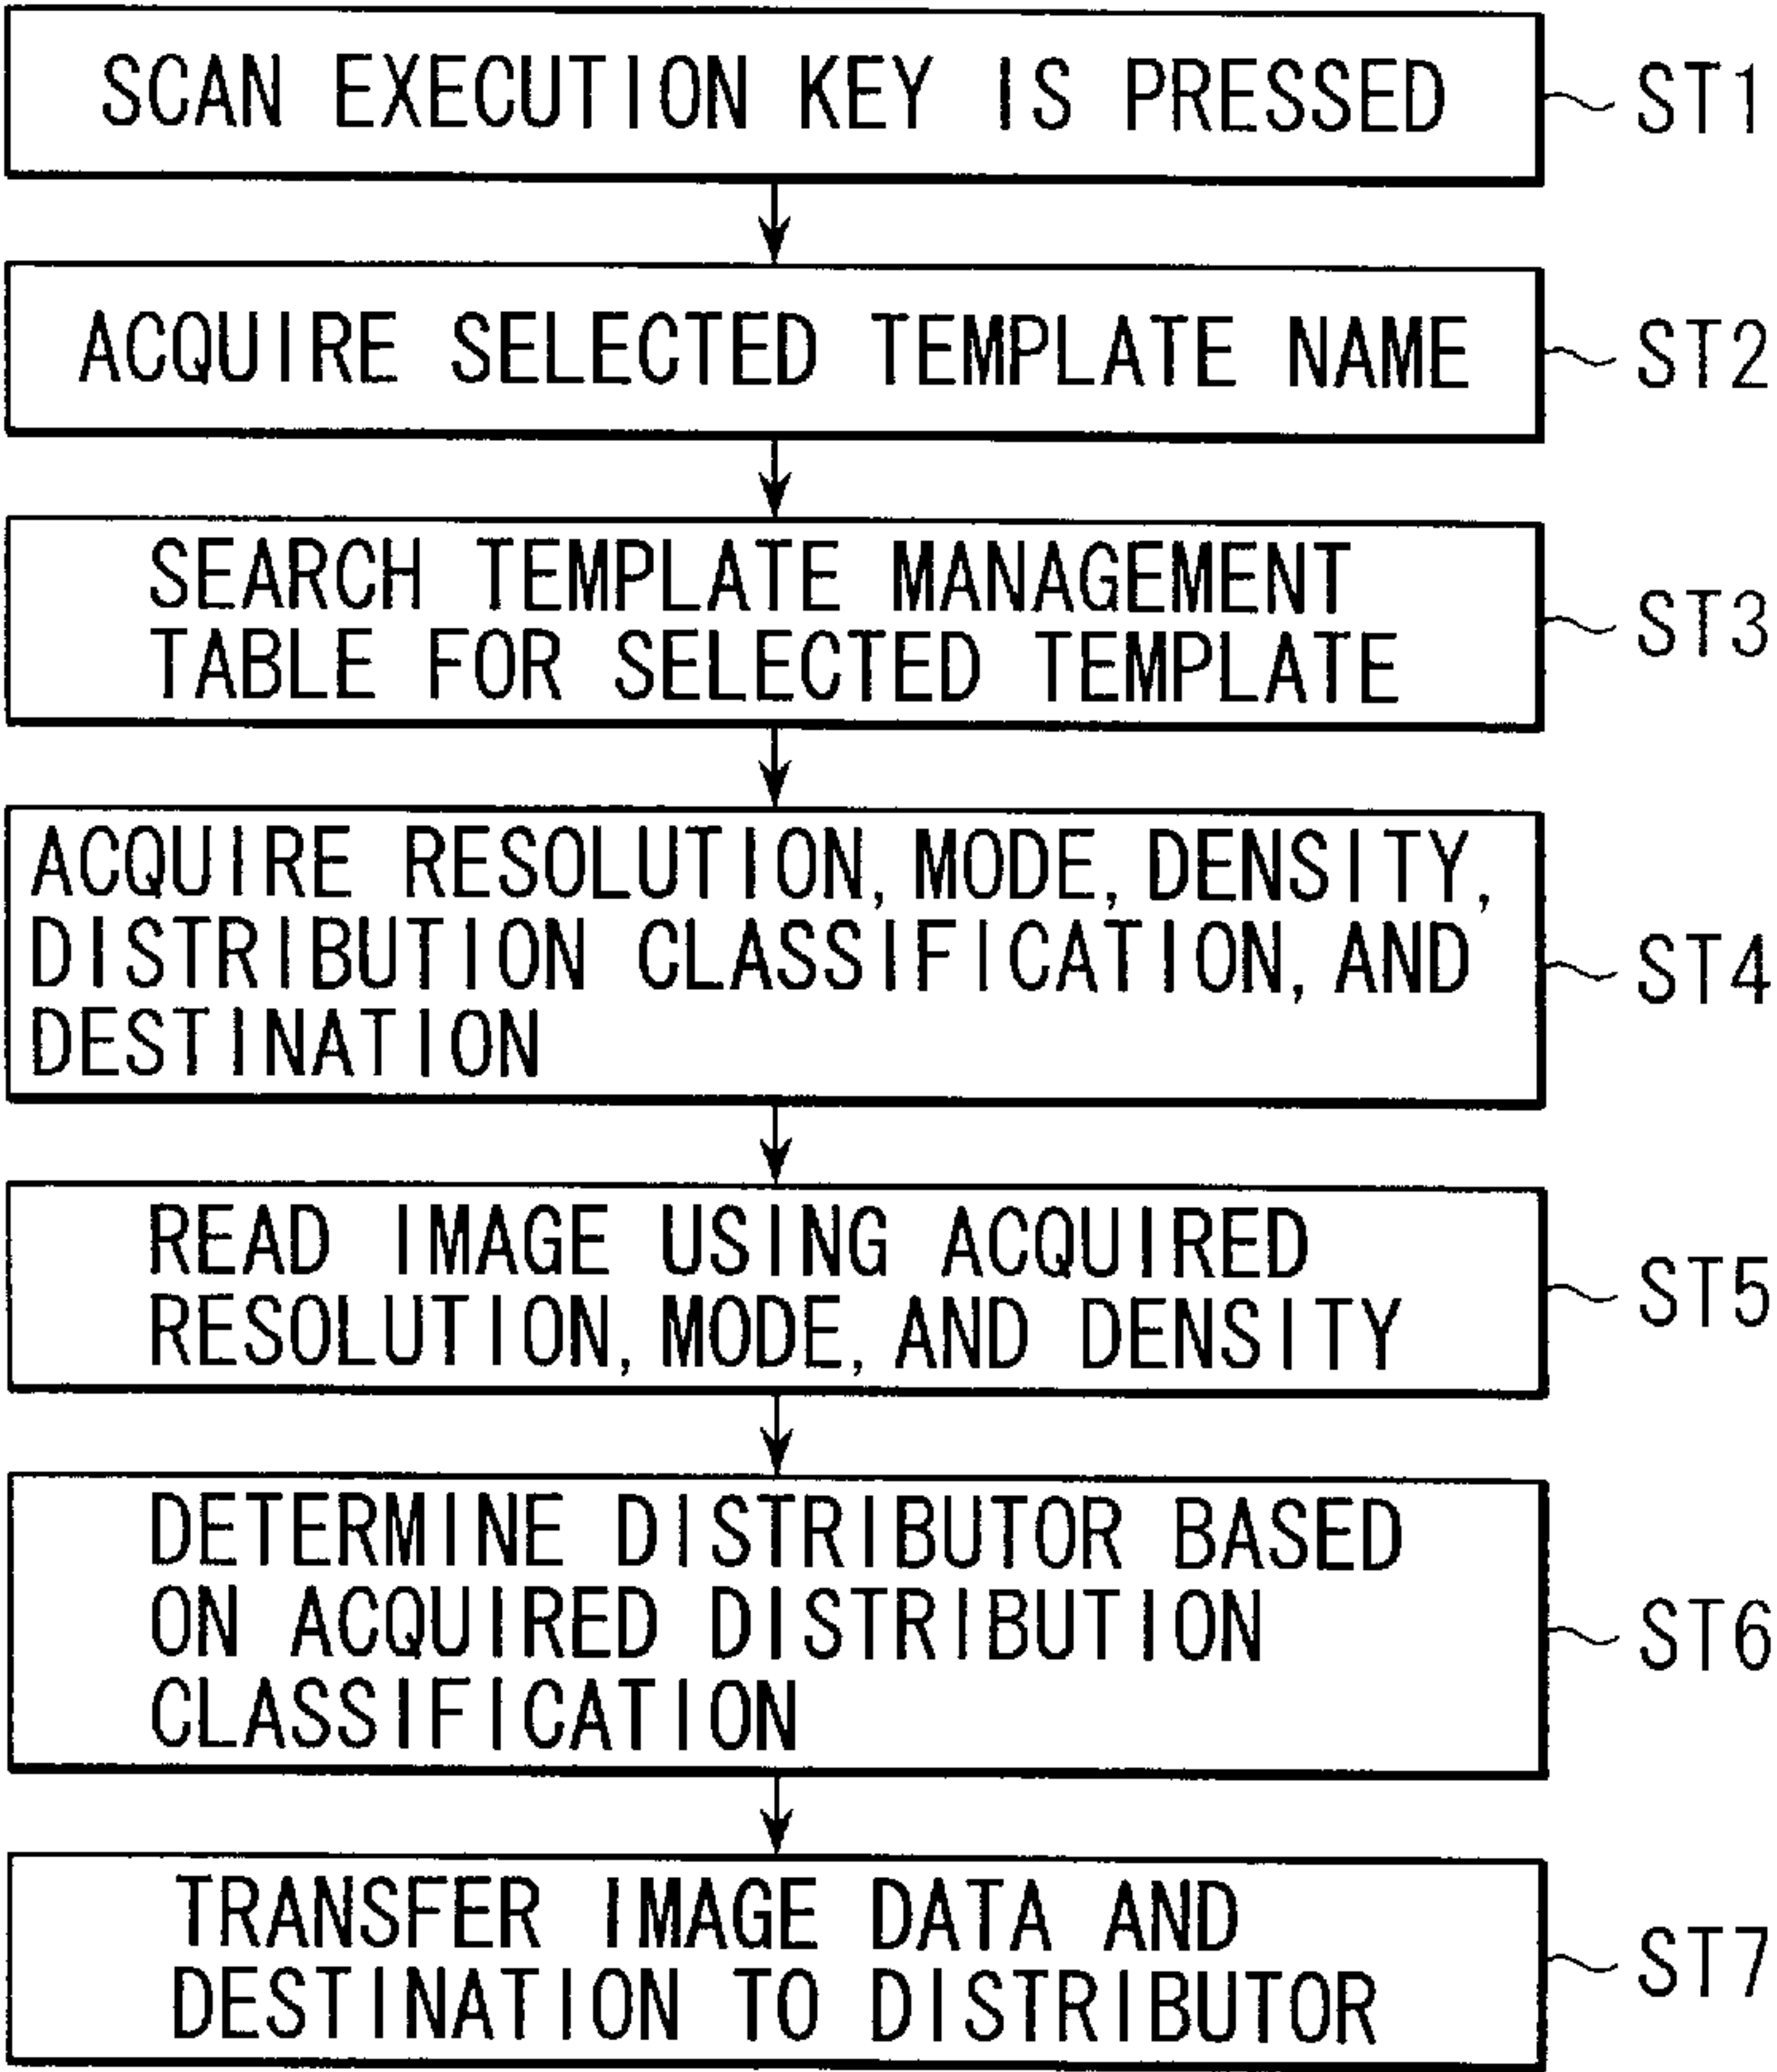 SCAN EXECUTION KEY IS PRESSED
ST1
ACQUIRE SELECTED TEMPLATE NAME
ST2
SEARCH TEMPLATE MANAGEMENT
TABLE FOR SELECTED TEMPLATE
ST3
ACQUIRE RESOLUTION, MODE, DENSITY,
DISTRIBUTION CLASSIFICATION, AND
DESTINATION
ST4
READ IMAGE USING ACQUIRED
RESOLUTION, MODE, AND DENSITY
ST5
DETERMINE DISTRIBUTOR BASED
ON ACQUIRED DISTRIBUTION
CLASSIFICATION
ST6
TRANSFER IMAGE DATA AND
DESTINATION TO DISTRIBUTOR
ST7